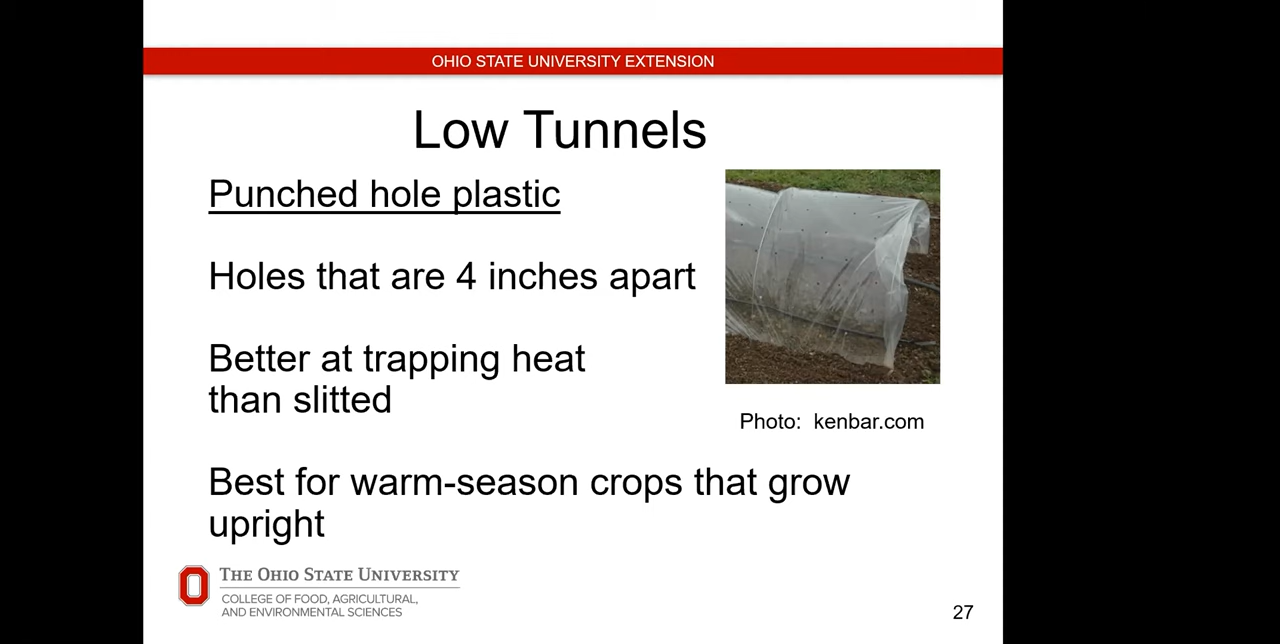 OHIO STATE UNIVERSITY EXTENSION
Low Tunnels
Punched hole plastic
Holes that are 4 inches apart
Better at trapping heat
than slitted
Photo: kenbar.com
Best for warm-season crops that grow
upright
THE OHIO STATE UNIVERSITY
COLLEGE OF FOOD, AGRICULTURAL,
AND ENVIRONMENTAL SCIENCES
27